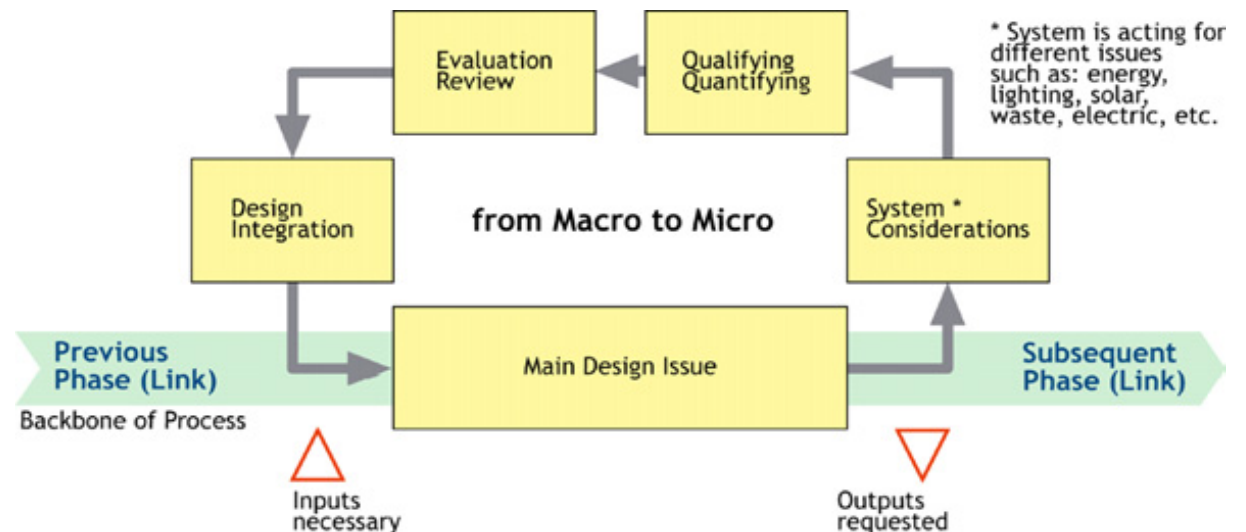 Evaluation
Review
Qualifying
Quantifying
* System is acting for
different issues
such as: energy,
lighting, solar,
waste, electric, etc.
Design
Integration
from Macro to Micro
System *
Considerations
Previous
Phase (Link)
Main Design Issue
Subsequent
Phase (Link)
Backbone of Process
Inputs
necessary
Outputs
requested